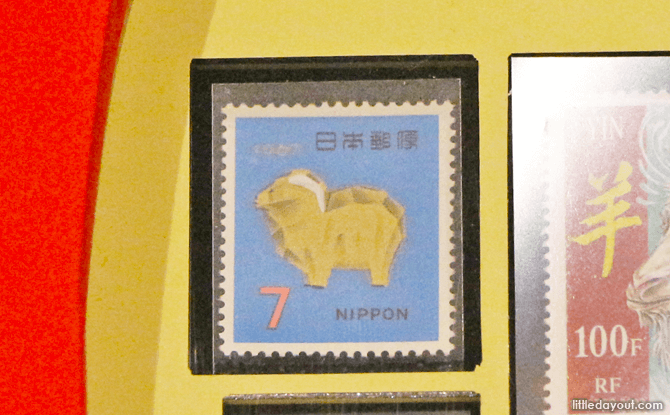 日本郵便
7
NIPPON
羊
100F
RF
littledayout.com